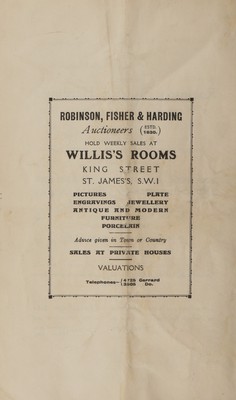 ROBINSON, FISHER & HARDING
Auctioneers (ESTD. 1830.)
HOLD WEEKLY SALES AT
WILLIS'S ROOMS
KING STREET
ST. JAMES'S, S.W.1
PICTURES PLATE
ENGRAVINGS JEWELLERY
ANTIQUE AND MODERN
FURNITURE
PORCELAIN
Advice given in Town or Country
SALES AT PRIVATE HOUSES
VALUATIONS
Telephones— Gerrard
Do.